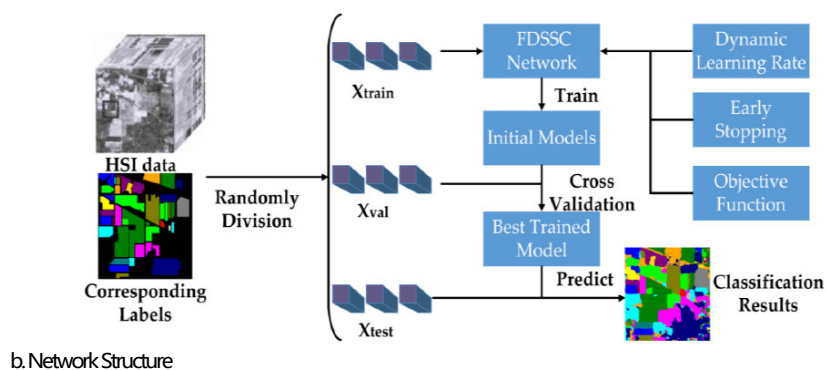 HSI data
Corresponding
Labels
Randomly
Division
Xtrain
Xval
Xtest
FDSSC
Network
Train
Initial Models
Cross
Validation
Best Trained
Model
Predict
Dynamic
Learning Rate
Early
Stopping
Objective
Function
Classification
Results
b. Network Structure